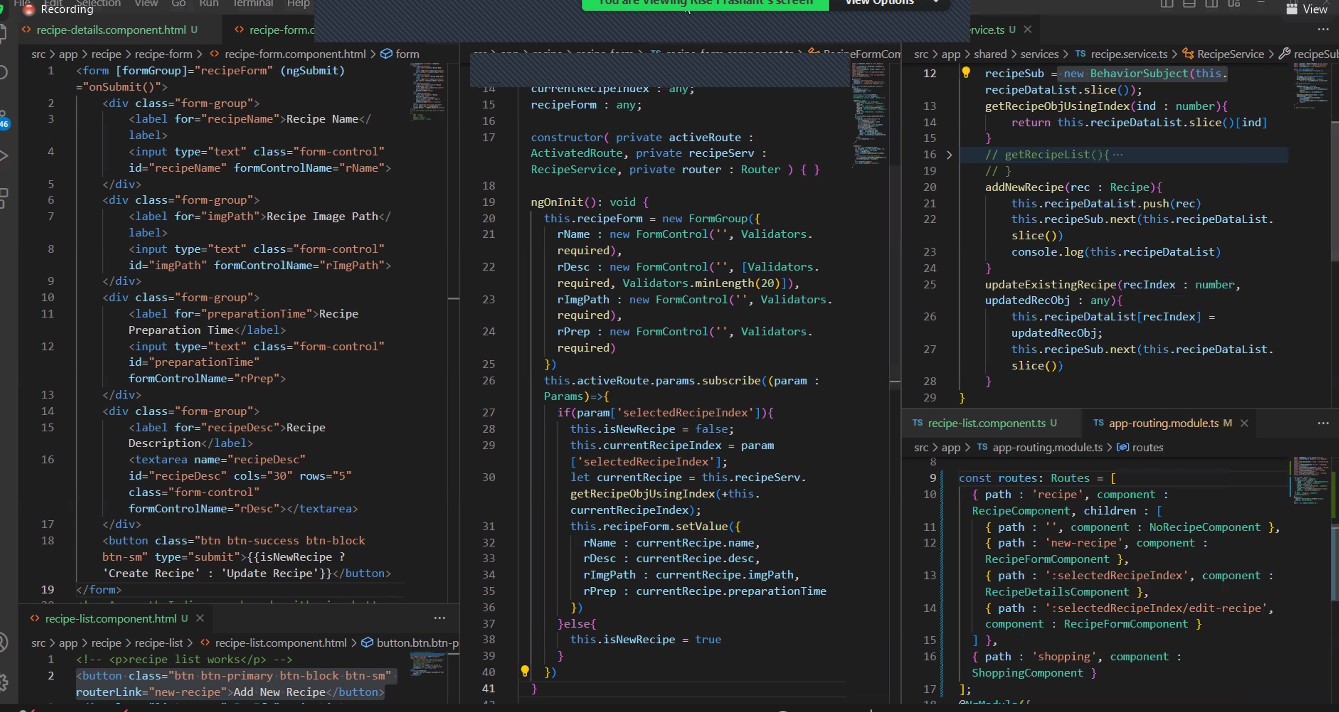 File Edit Selection View Go Run Terminal Help
Recording
You are viewing Rise Prashant's screen
View Options
View
recipe-details.component.html U
recipe-form.c
src > app > recipe > recipe-form > recipe-form.component.html > form
1 <form [formGroup]="recipeForm" (ngSubmit)
="onSubmit()">
2 <div class="form-group">
3 <label for="recipeName">Recipe Name</
label>
4 <input type="text" class="form-control"
id="recipeName" formControlName="rName">
5 </div>
6 <div class="form-group">
7 <label for="imgPath">Recipe Image Path</
label>
8 <input type="text" class="form-control"
id="imgPath" formControlName="rImgPath">
9 </div>
10 <div class="form-group">
11 <label for="preparationTime">Recipe
Preparation Time</label>
12 <input type="text" class="form-control"
id="preparationTime"
formControlName="rPrep">
13 </div>
14 <div class="form-group">
15 <label for="recipeDesc">Recipe
Description</label>
16 <textarea name="recipeDesc"
id="recipeDesc" cols="30" rows="5"
class="form-control"
formControlName="rDesc"></textarea>
17 </div>
18 <button class="btn btn-success btn-block
btn-sm" type="submit">{{isNewRecipe ?
'Create Recipe' : 'Update Recipe'}}</button>
19 </form>
46
recipe-list.component.html U
src > app > recipe > recipe-list > recipe-list.component.html > button.btn.btn-p
1 <!-- <p>recipe list works</p> -->
2 <button class="btn btn-primary btn-block btn-sm"
routerLink="new-recipe">Add New Recipe</button>
14 currentRecipeIndex : any;
15 recipeForm : any;
16
17 constructor( private activeRoute :
ActivatedRoute, private recipeServ :
RecipeService, private router : Router ) { }
18
19 ngOnInit(): void {
20 this.recipeForm = new FormGroup({
21 rName : new FormControl('', Validators.
required),
22 rDesc : new FormControl('', [Validators.
required, Validators.minLength(20)]),
23 rImgPath : new FormControl('', Validators.
required),
24 rPrep : new FormControl('', Validators.
required)
25 })
26 this.activeRoute.params.subscribe((param :
Params)=>{
27 if(param['selectedRecipeIndex']){
28 this.isNewRecipe = false;
29 this.currentRecipeIndex = param
['selectedRecipeIndex'];
30 let currentRecipe = this.recipeServ.
getRecipeObjUsingIndex(+this.
currentRecipeIndex);
31 this.recipeForm.setValue({
32 rName : currentRecipe.name,
33 rDesc : currentRecipe.desc,
34 rImgPath : currentRecipe.imgPath,
35 rPrep : currentRecipe.preparationTime
36 })
37 }else{
38 this.isNewRecipe = true
39 }
40 })
41 }
rvice.ts U
src > app > shared > services > TS recipe.service.ts > RecipeService > recipeSub
12 recipeSub = new BehaviorSubject(this.
recipeDataList.slice());
13 getRecipeObjUsingIndex(ind : number){
14 return this.recipeDataList.slice()[ind]
15 }
16 // getRecipeList(){ ···
19 // }
20 addNewRecipe(rec : Recipe){
21 this.recipeDataList.push(rec)
22 this.recipeSub.next(this.recipeDataList.
slice())
23 console.log(this.recipeDataList)
24 }
25 updateExistingRecipe(recIndex : number,
updatedRecObj : any){
26 this.recipeDataList[recIndex] =
updatedRecObj;
27 this.recipeSub.next(this.recipeDataList.
slice())
28 }
29 }
TS recipe-list.component.ts U
TS app-routing.module.ts M
src > app > TS app-routing.module.ts > routes
8
9 const routes: Routes = [
10 { path : 'recipe', component :
RecipeComponent, children : [
11 { path : '', component : NoRecipeComponent },
12 { path : 'new-recipe', component :
RecipeFormComponent },
13 { path : ':selectedRecipeIndex', component :
RecipeDetailsComponent },
14 { path : ':selectedRecipeIndex/edit-recipe',
component : RecipeFormComponent }
15 ] },
16 { path : 'shopping', component :
ShoppingComponent }
17 ];
18 @NgModule({